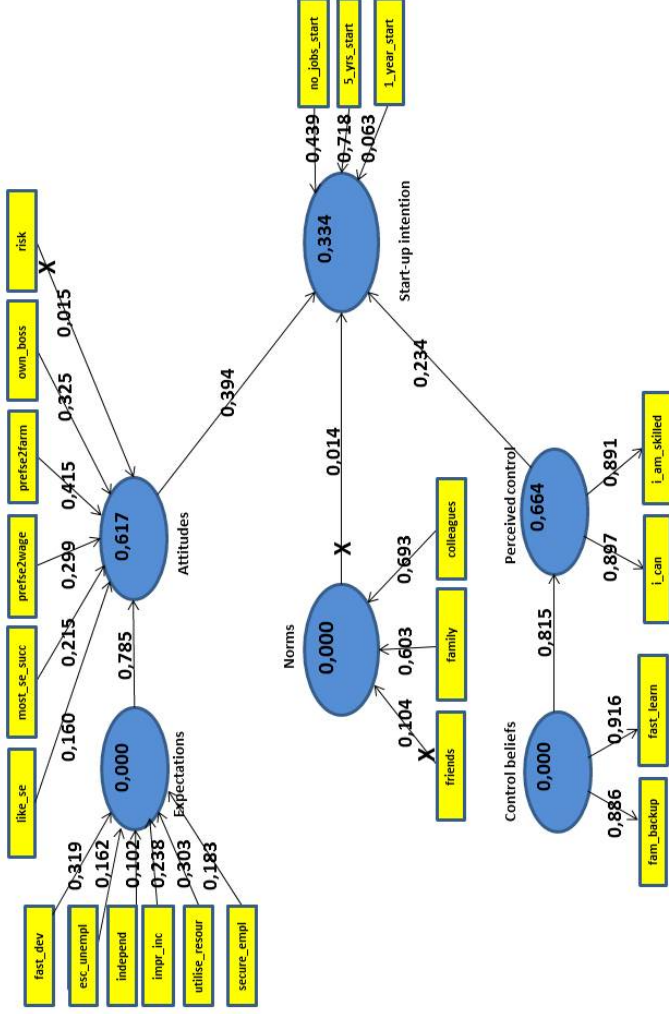 like_se
most_se_succ
prefse2wage
prefse2farm
own_boss
risk
X
0,160
0,215
0,299
0,415
0,325
0,015
fast_dev
esc_unempl
independ
impr_inc
utilise_resour
secure_empl
0,319
0,162
0,102
0,238
0,303
0,183
0,000
Expectations
0,785
0,617
Attitudes
0,394
0,000
Norms
X
0,014
friends
family
colleagues
X
0,104
0,603
0,693
0,334
Start-up intention
no_jobs_start
5_yrs_start
1_year_start
0,439
0,718
0,063
0,234
0,000
Control beliefs
0,815
0,664
Perceived control
0,886
0,916
fam_backup
fast_learn
0,897
0,891
i_can
i_am_skilled